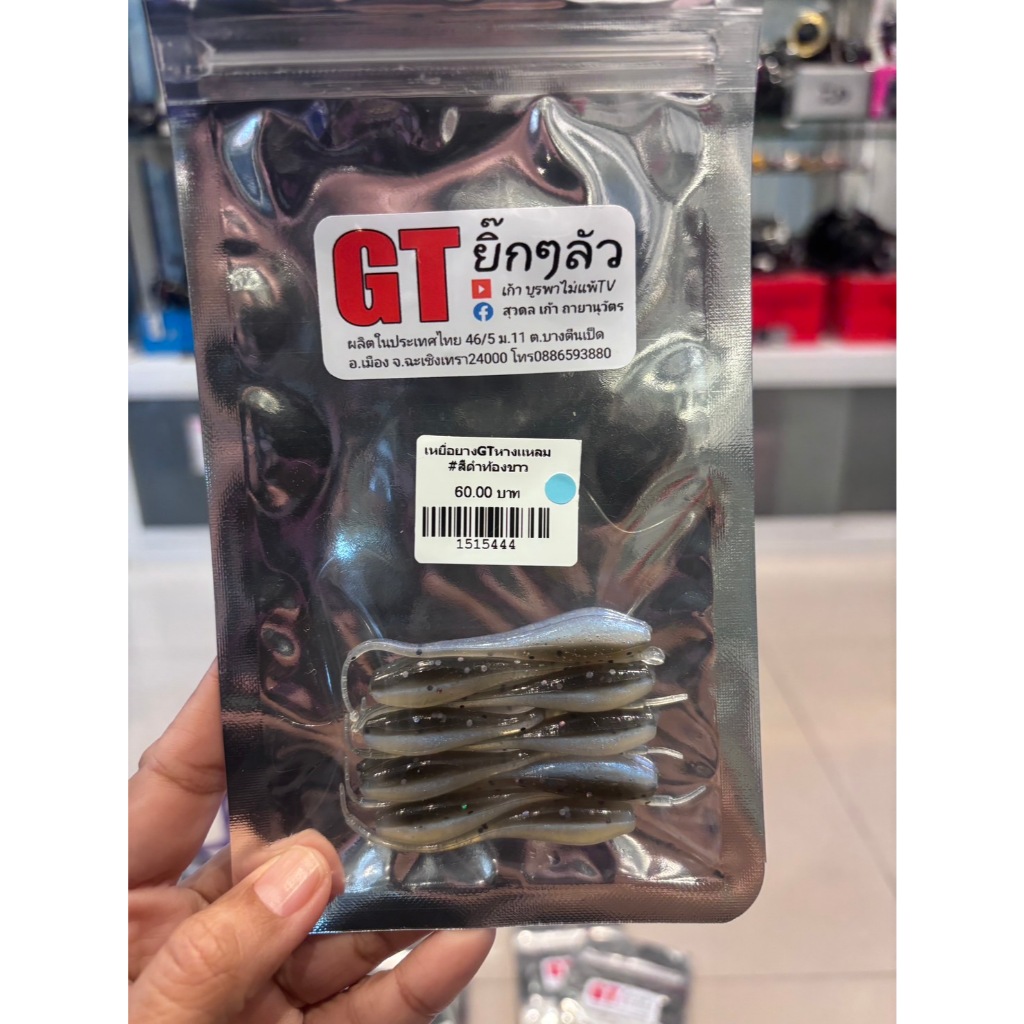 GT ยิ๊กๆลัว
เก้า บูรพาไม่แพ้TV
สุวดล เก้า ถายานุวัตร
ผลิตในประเทศไทย 46/5 ม.11 ต.บางตีนเป็ด
อ.เมือง จ.ฉะเชิงเทรา24000 โทร0886593880
เหยื่อยางGTหางแหลม
#สีดำท้องขาว
60.00 บาท
1515444